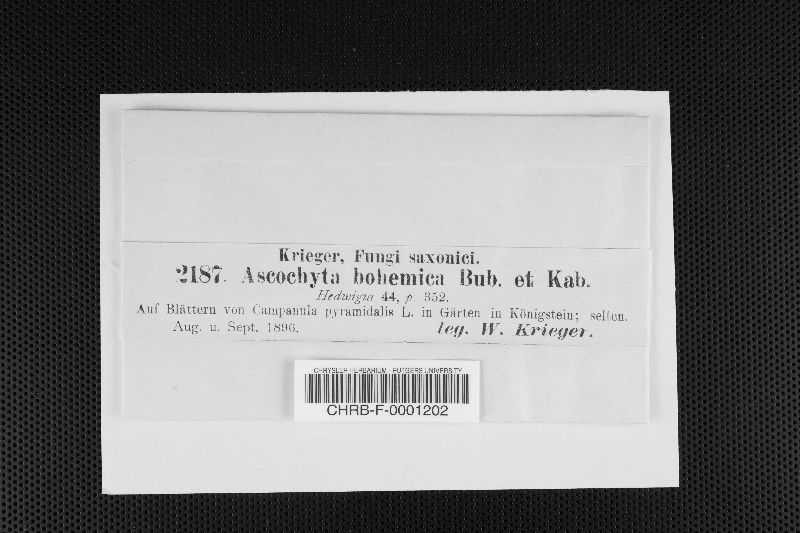 Krieger, Fungi saxonici.
2187. Ascochyta bohemica Bub. et Kab.
Hedwigia 44, p. 352.
Auf Blättern von Campanula pyramidalis L. in Gärten in Königstein; selten.
Aug. u. Sept. 1896. leg. W. Krieger.
CHRYSLER HERBARIUM - RUTGERS UNIVERSITY
CHRB-F-0001202